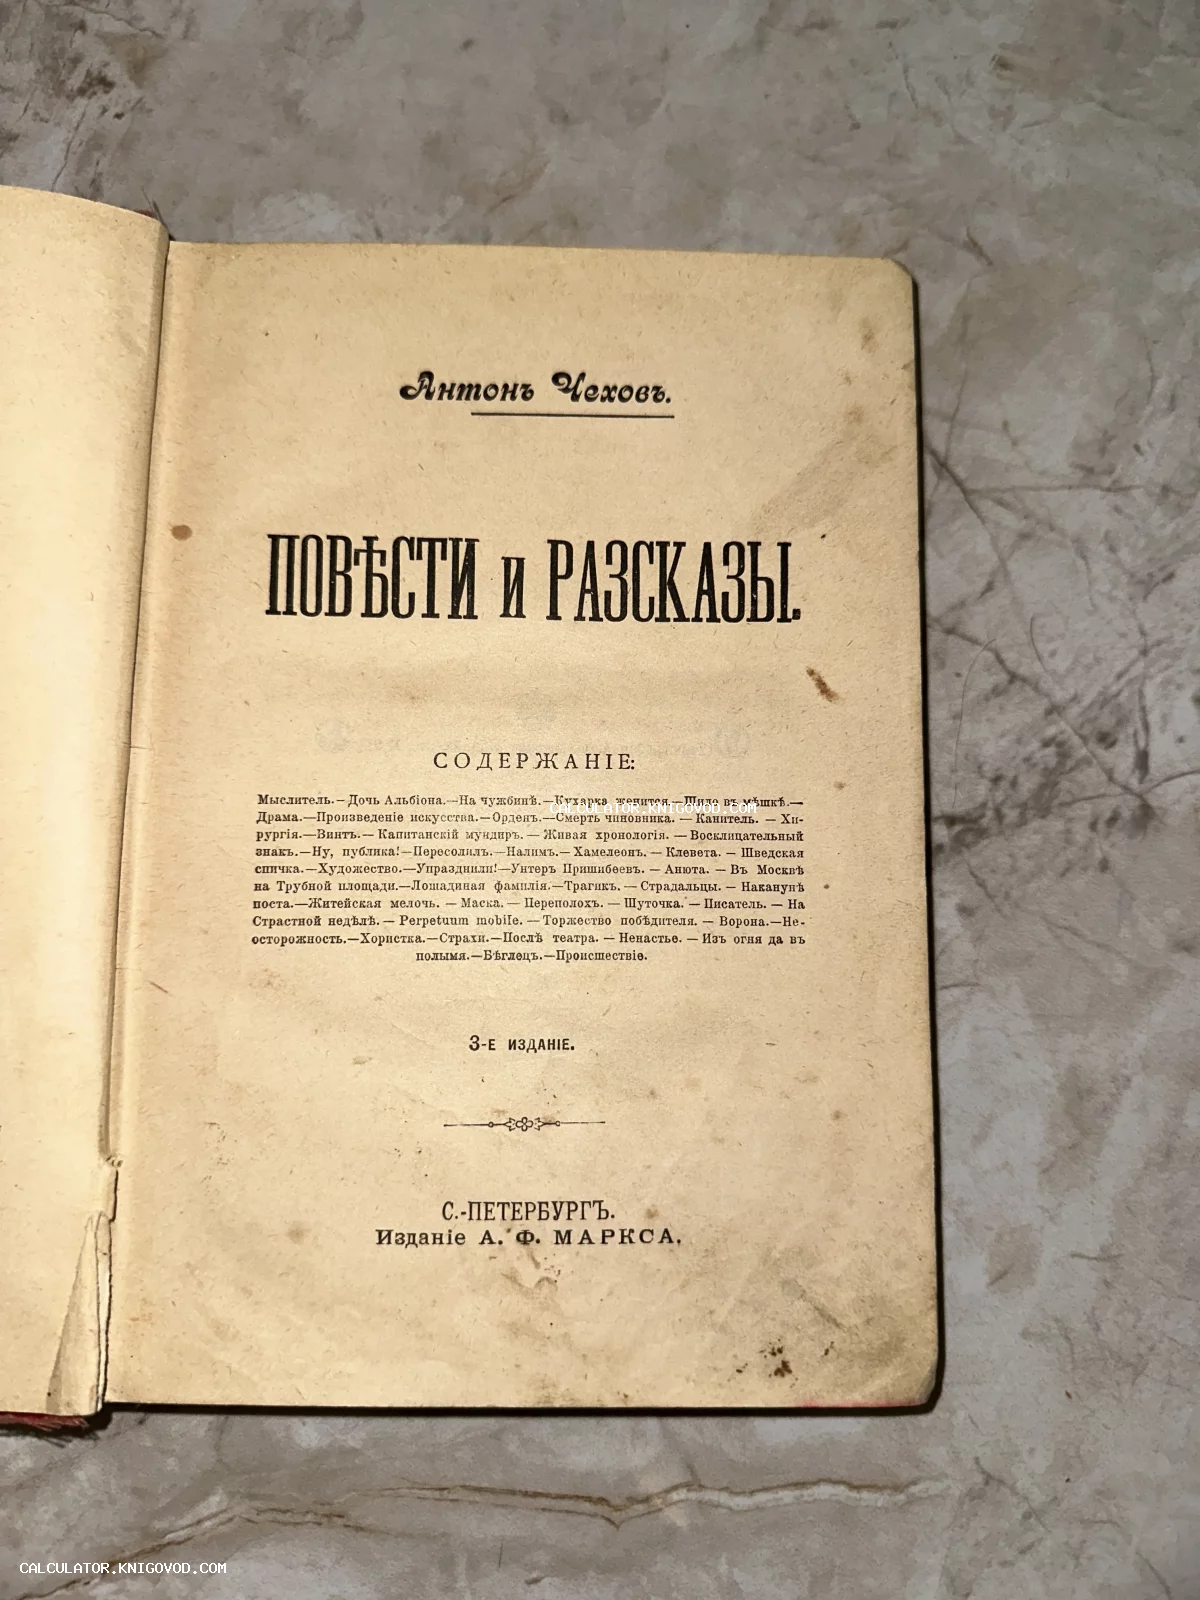 Антонъ Чеховъ.
ПОВѢСТИ и РАЗСКАЗЫ.
СОДЕРЖАНІЕ:
Мыслитель.—Дочь Альбіона.—На чужбинѣ.—Кухарка женится.—Шило въ мѣшкѣ.—
CALCULATOR.KNIGOVOD.COM
Драма.—Произведеніе искусства.—Орденъ.—Смерть чиновника. — Канитель. — Хи-
рургія.—Винтъ.— Капитанскій мундиръ. — Живая хронологія. — Восклицательный
знакъ.—Ну, публика!—Пересолилъ.—Налимъ.— Хамелеонъ. — Клевета. — Шведская
спичка.—Художество.—Упразднили!—Унтеръ Пришибеевъ. — Анюта. — Въ Москвѣ
на Трубной площади.—Лошадиная фамилія.—Трагикъ. — Страдальцы. — Наканунѣ
поста.—Житейская мелочь. — Маска. — Переполохъ. — Шуточка. — Писатель. — На
Страстной недѣлѣ. — Perpetuum mobile. — Торжество побѣдителя. — Ворона.—Не-
осторожность.—Хористка.—Страхи.—Послѣ театра. — Ненастье. — Изъ огня да въ
полымя.—Бѣглецъ.—Происшествіе.
3-Е ИЗДАНІЕ.
С.-ПЕТЕРБУРГЪ.
Изданіе А. Ф. МАРКСА.
CALCULATOR.KNIGOVOD.COM